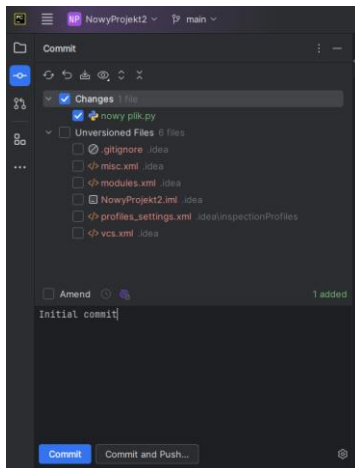 PC
NP NowyProjekt2 main
Commit
Changes 1 file
nowy plik.py
Unversioned Files 6 files
.gitignore .idea
misc.xml .idea
modules.xml .idea
NowyProjekt2.iml .idea
profiles_settings.xml .idea\inspectionProfiles
vcs.xml .idea
Amend 1 added
Initial commit
Commit Commit and Push...